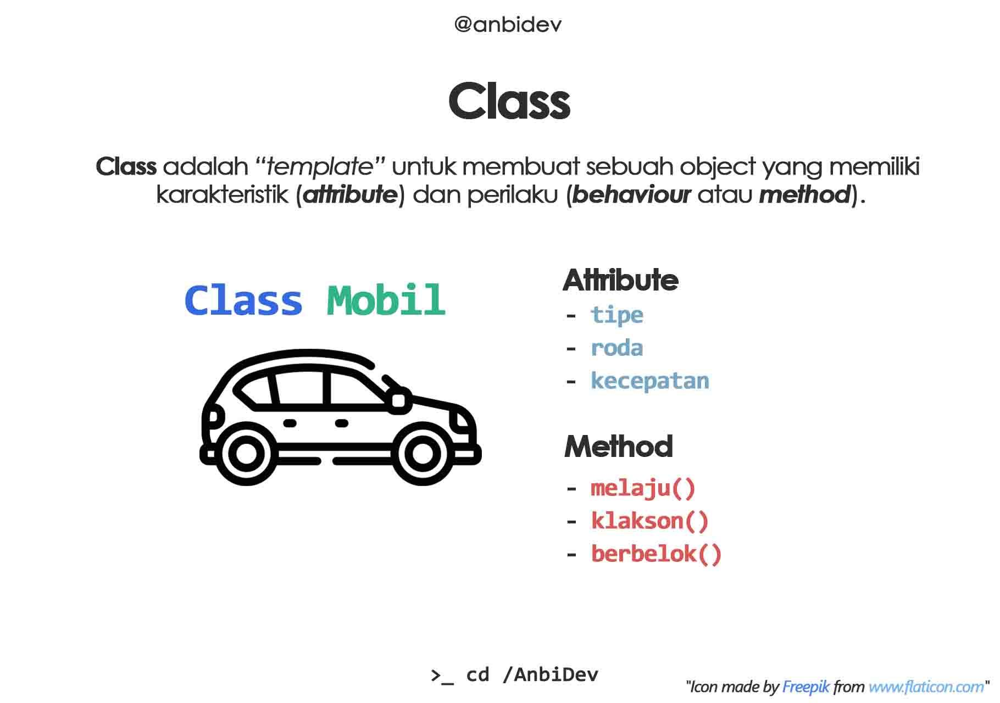 @anbidev
Class
Class adalah “template” untuk membuat sebuah object yang memiliki
karakteristik (attribute) dan perilaku (behaviour atau method).
Class Mobil
Attribute
- tipe
- roda
- kecepatan
Method
- melaju()
- klakson()
- berbelok()
>_ cd /AnbiDev
"Icon made by Freepik from www.flaticon.com"